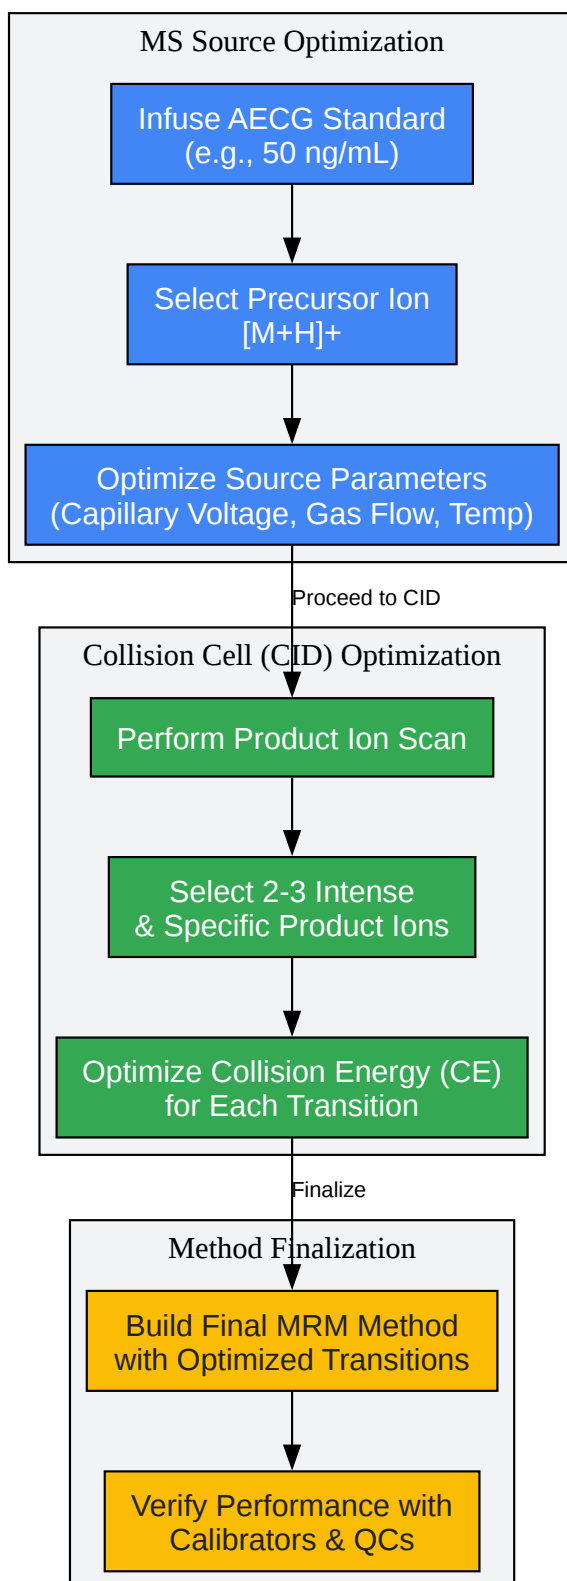 MS Source Optimization
Infuse AECG Standard
(e.g., 50 ng/mL)
Select Precursor Ion
[M+H]+
Optimize Source Parameters
(Capillary Voltage, Gas Flow, Temp)
Proceed to CID
Collision Cell (CID) Optimization
Perform Product Ion Scan
Select 2-3 Intense
& Specific Product Ions
Optimize Collision Energy (CE)
for Each Transition
Finalize
Method Finalization
Build Final MRM Method
with Optimized Transitions
Verify Performance with
Calibrators & QCs